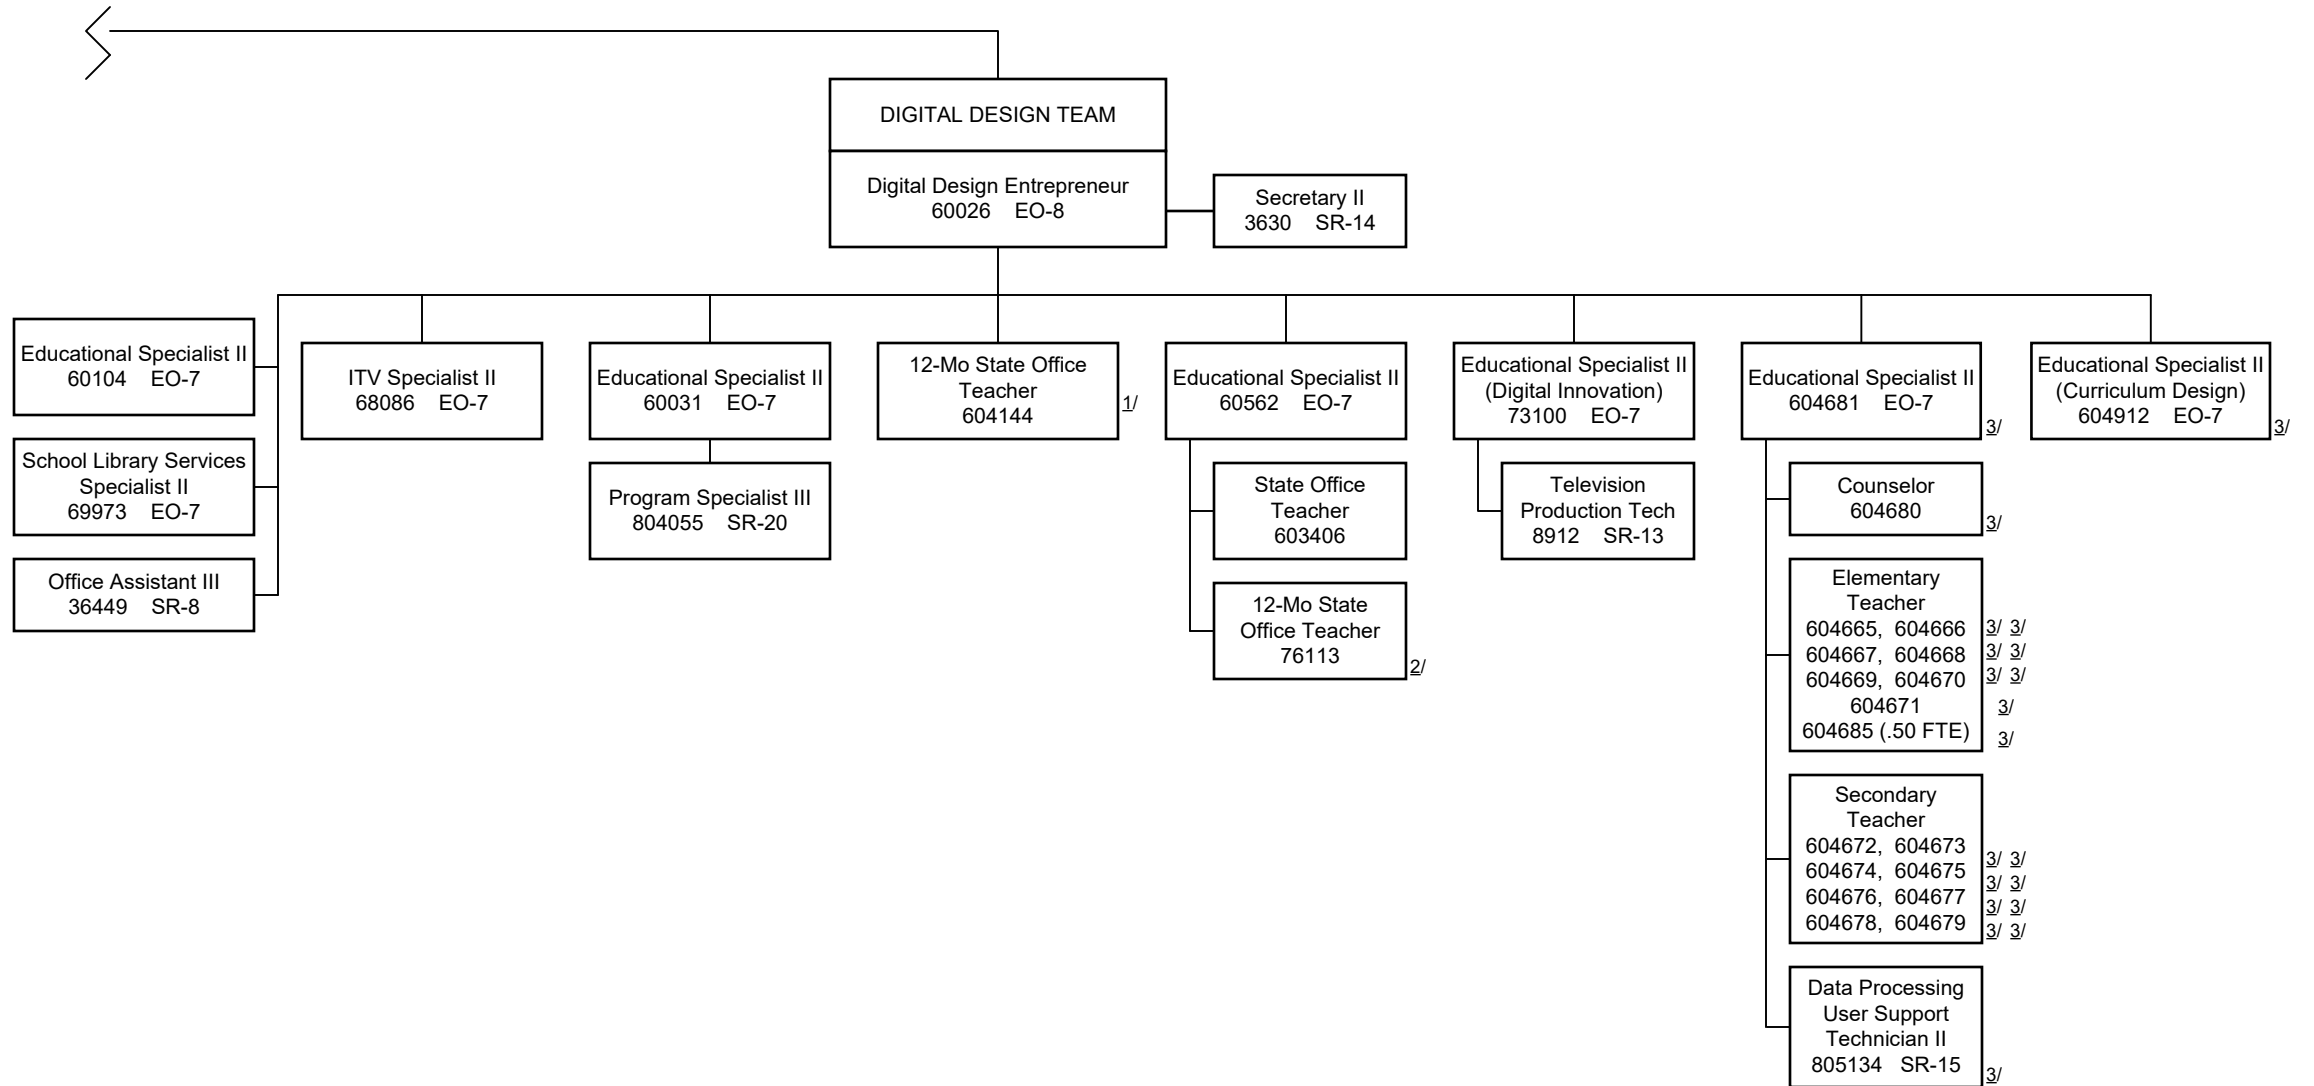 DIGITAL DESIGN TEAM
Digital Design Entrepreneur
60026 EO-8
Secretary II
3630 SR-14
Educational Specialist II
60104 EO-7
School Library Services
Specialist II
69973 EO-7
Office Assistant III
36449 SR-8
ITV Specialist II
68086 EO-7
Educational Specialist II
60031 EO-7
Program Specialist III
804055 SR-20
12-Mo State Office
Teacher
604144
1/
Educational Specialist II
60562 EO-7
State Office
Teacher
603406
12-Mo State
Office Teacher
76113
2/
Educational Specialist II
(Digital Innovation)
73100 EO-7
Television
Production Tech
8912 SR-13
Educational Specialist II
604681 EO-7
3/
Counselor
604680
3/
Elementary
Teacher
604665, 604666 3/ 3/
604667, 604668 3/ 3/
604669, 604670 3/ 3/
604671 3/
604685 (.50 FTE) 3/
Secondary
Teacher
604672, 604673 3/ 3/
604674, 604675 3/ 3/
604676, 604677 3/ 3/
604678, 604679 3/ 3/
Data Processing
User Support
Technician II
805134 SR-15
3/
Educational Specialist II
(Curriculum Design)
604912 EO-7
3/